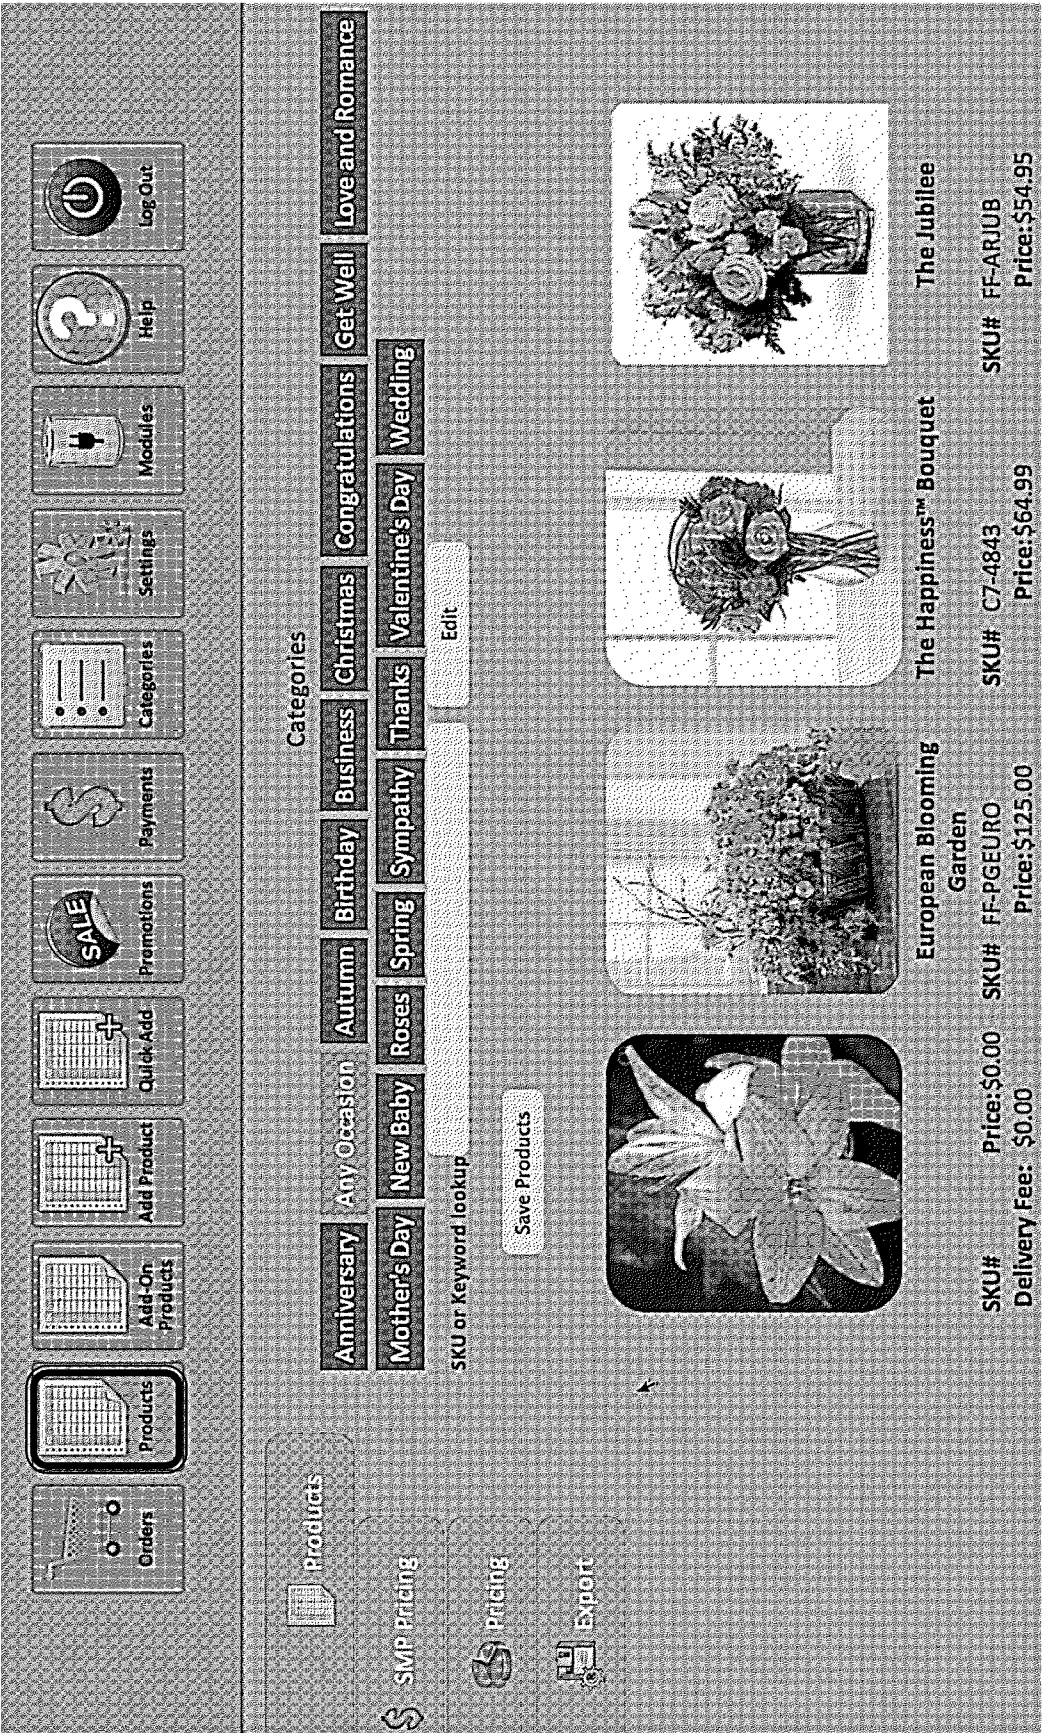 Orders
Products
Add-On
Products
Add Product
Quick Add
SALE
Promotions
Payments
Categories
Settings
Modules
?
Help
Log Out
Products
$ SMP Pricing
Pricing
Export
Categories
Anniversary Any Occasion Autumn Birthday Business Christmas Congratulations Get Well Love and Romance
Mother's Day New Baby Roses Spring Sympathy Thanks Valentine's Day Wedding
SKU or Keyword lookup Edit
Save Products
SKU# Price:$0.00
Delivery Fee: $0.00
European Blooming
Garden
SKU# FF-PGEURO
Price:$125.00
The Happiness™ Bouquet
SKU# C7-4843
Price:$64.99
The Jubilee
SKU# FF-ARJUB
Price:$54.95